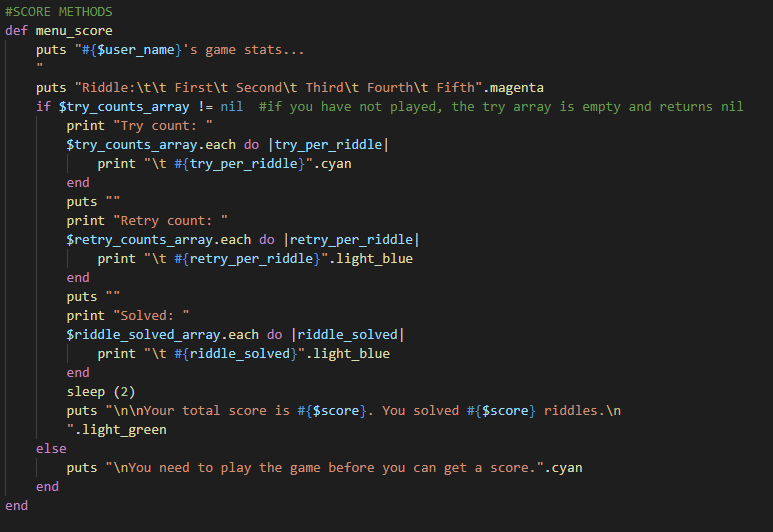 #SCORE METHODS
def menu_score
    puts "#{$user_name}'s game stats...
    "
    puts "Riddle:\t\t First\t Second\t Third\t Fourth\t Fifth".magenta
    if $try_counts_array != nil  #if you have not played, the try array is empty and returns nil
        print "Try count: "
        $try_counts_array.each do |try_per_riddle|
            print "\t #{try_per_riddle}".cyan
        end
        puts ""
        print "Retry count: "
        $retry_counts_array.each do |retry_per_riddle|
            print "\t #{retry_per_riddle}".light_blue
        end
        puts ""
        print "Solved: "
        $riddle_solved_array.each do |riddle_solved|
            print "\t #{riddle_solved}".light_blue
        end
        sleep (2)
        puts "\n\nYour total score is #{$score}. You solved #{$score} riddles.\n
        ".light_green
    else
        puts "\nYou need to play the game before you can get a score.".cyan
    end
end